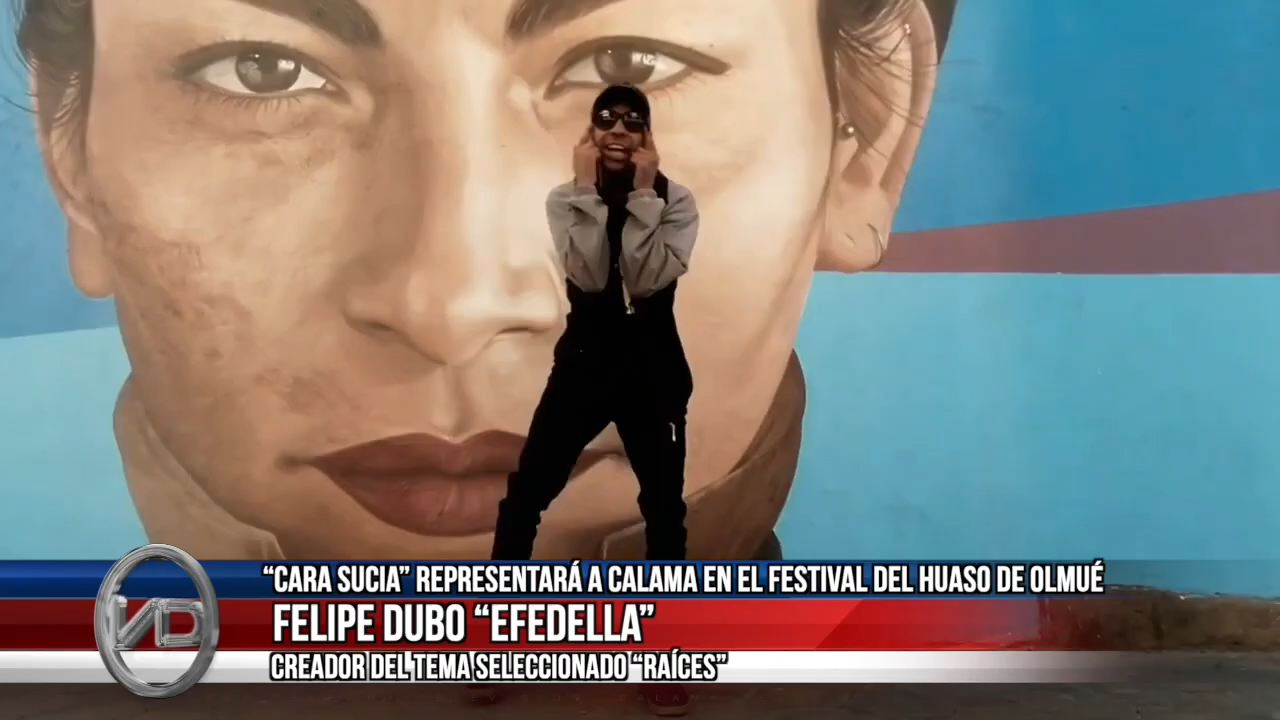 “CARA SUCIA” REPRESENTARÁ A CALAMA EN EL FESTIVAL DEL HUASO DE OLMUÉ
FELIPE DUBO “EFEDELLA”
CREADOR DEL TEMA SELECCIONADO “RAÍCES”